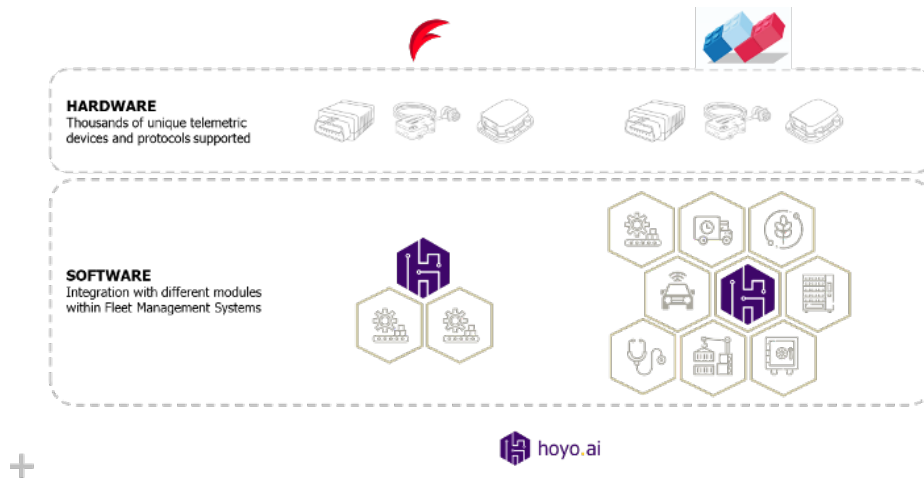 HARDWARE
Thousands of unique telemetric
devices and protocols supported
SOFTWARE
Integration with different modules
within Fleet Management Systems
hoyo.ai